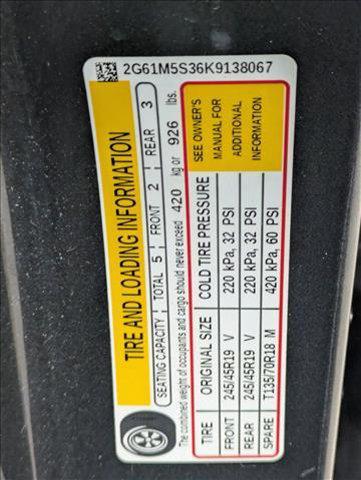 2G61M5S36K9138067
TIRE AND LOADING INFORMATION
SEATING CAPACITY TOTAL 5 FRONT 2 REAR 3
The combined weight of occupants and cargo should never exceed 420 kg or 926 lbs.
TIRE ORIGINAL SIZE COLD TIRE PRESSURE
FRONT 245/45R19 V 220 kPa, 32 PSI
REAR 245/45R19 V 220 kPa, 32 PSI
SPARE T135/70R18 M 420 kPa, 60 PSI
SEE OWNER'S
MANUAL FOR
ADDITIONAL
INFORMATION